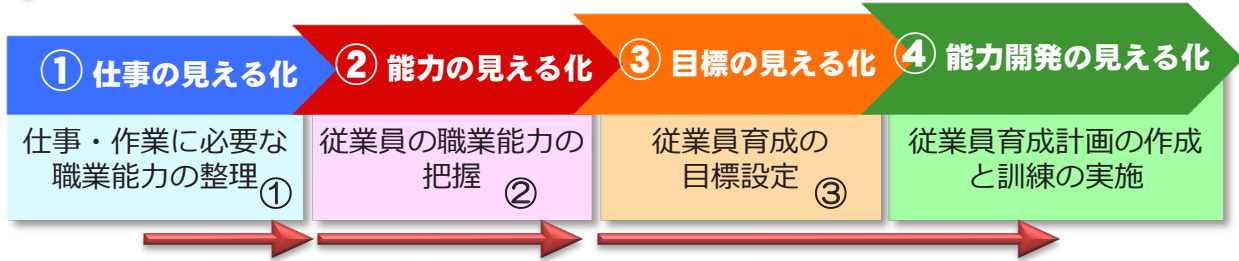 ① 仕事の見える化
② 能力の見える化
③ 目標の見える化
④ 能力開発の見える化
仕事・作業に必要な
職業能力の整理①
従業員の職業能力の
把握 ②
従業員育成の
目標設定 ③
従業員育成計画の作成
と訓練の実施